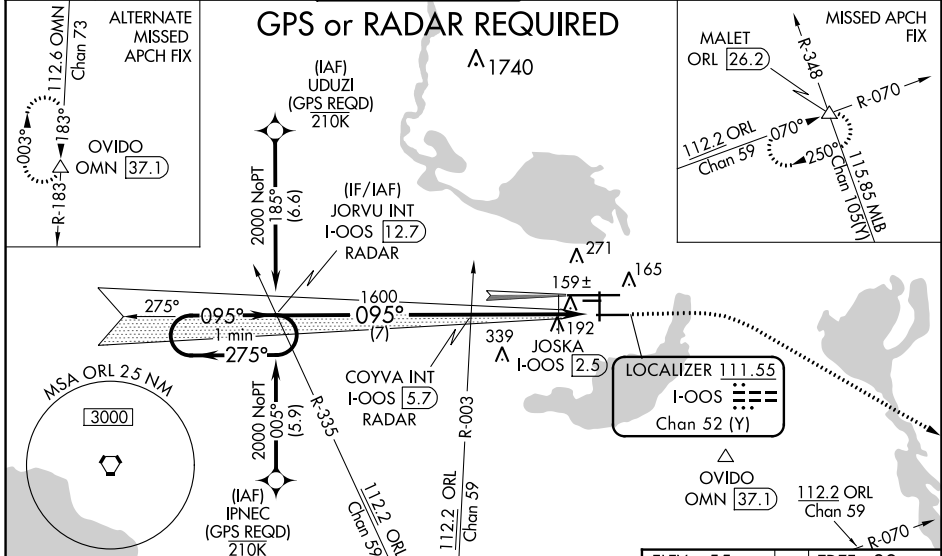 GPS or RADAR REQUIRED
ALTERNATE
MISSED
APCH FIX
112.6 OMN
Chan 73
003°
183°
OVIDO
OMN 37.1
R-183
1740
(IAF)
UDUZI
(GPS REQD)
210K
2000 NoPT
185°
(6.6)
MISSED APCH
FIX
MALET
ORL 26.2
R-348
R-070
112.2 ORL
Chan 59
070°
250°
115.85 MLB
Chan 105(Y)
(IF/IAF)
JORVU INT
I-OOS 12.7
RADAR
271
159±
165
275°
095°
1 min
275°
1600
095°
(7)
192
339
JOSKA
I-OOS 2.5
COYVA INT
I-OOS 5.7
RADAR
LOCALIZER 111.55
I-OOS
Chan 52 (Y)
MSA ORL 25 NM
3000
2000 NoPT
005°
(5.9)
R-335
R-003
112.2 ORL
Chan 59
112.2 ORL
Chan 59
(IAF)
IPNEC
(GPS REQD)
210K
OVIDO
OMN 37.1
112.2 ORL
Chan 59
R-070